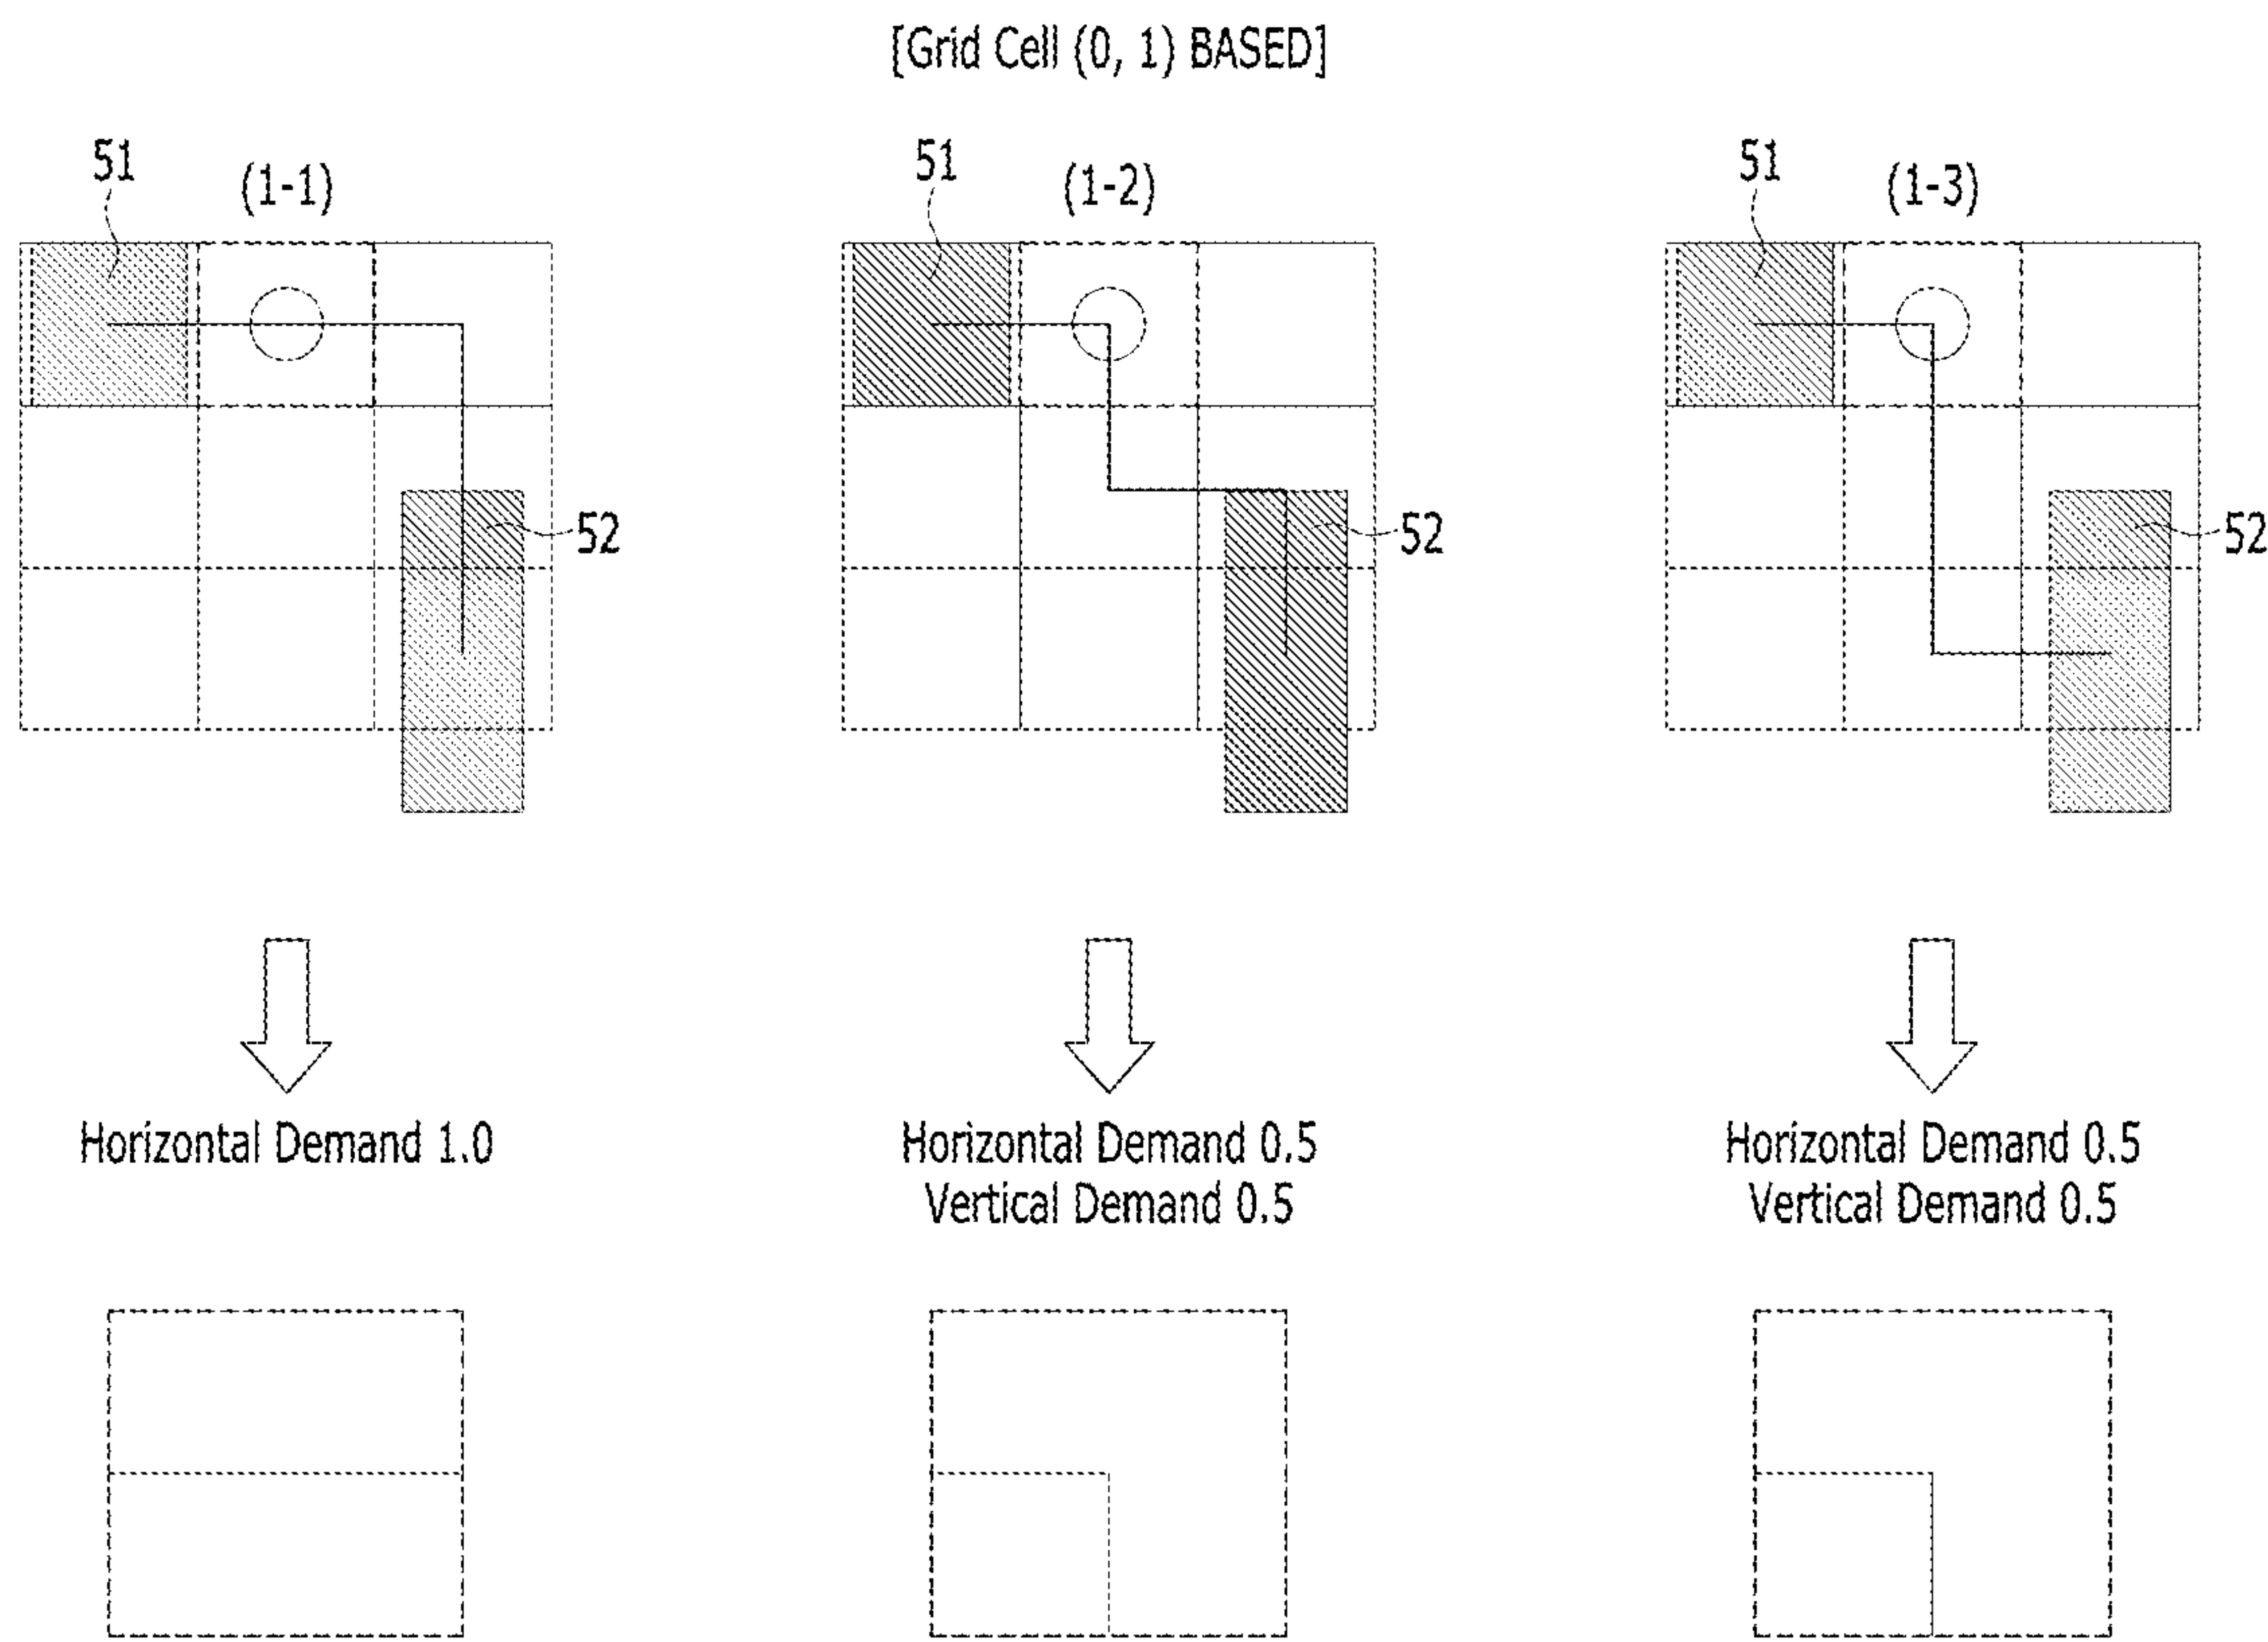 [Grid Cell (0, 1) BASED]
51
(1-1)
51
(1-2)
51
(1-3)
52
52
52
Horizontal Demand 1.0
Horizontal Demand 0.5
Vertical Demand 0.5
Horizontal Demand 0.5
Vertical Demand 0.5